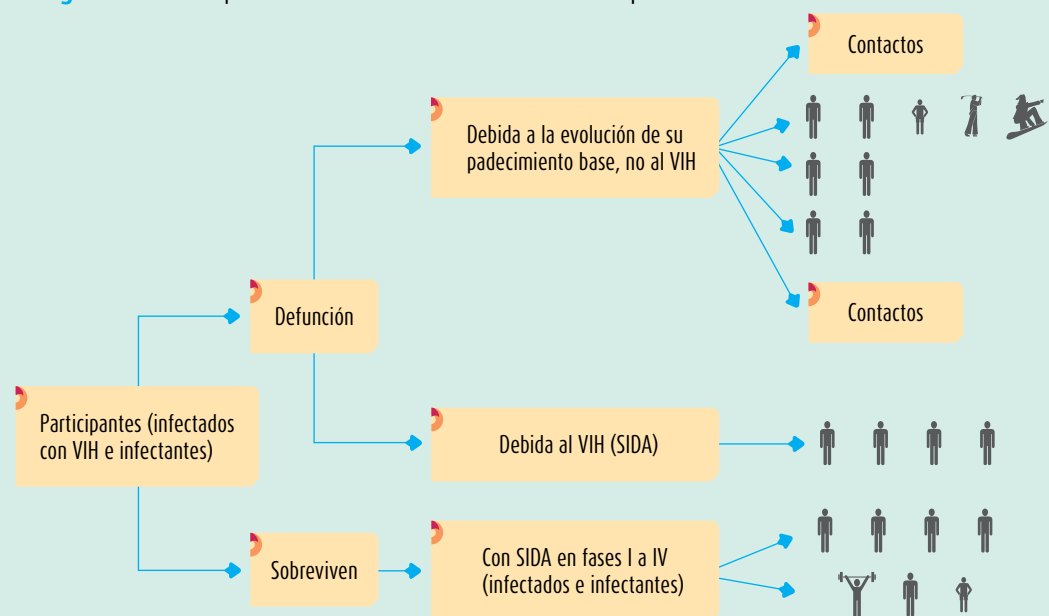 Contactos
Debida a la evolución de su
padecimiento base, no al VIH
Contactos
Defunción
Participantes (infectados
con VIH e infectantes)
Debida al VIH (SIDA)
Sobreviven
Con SIDA en fases I a IV
(infectados e infectantes)